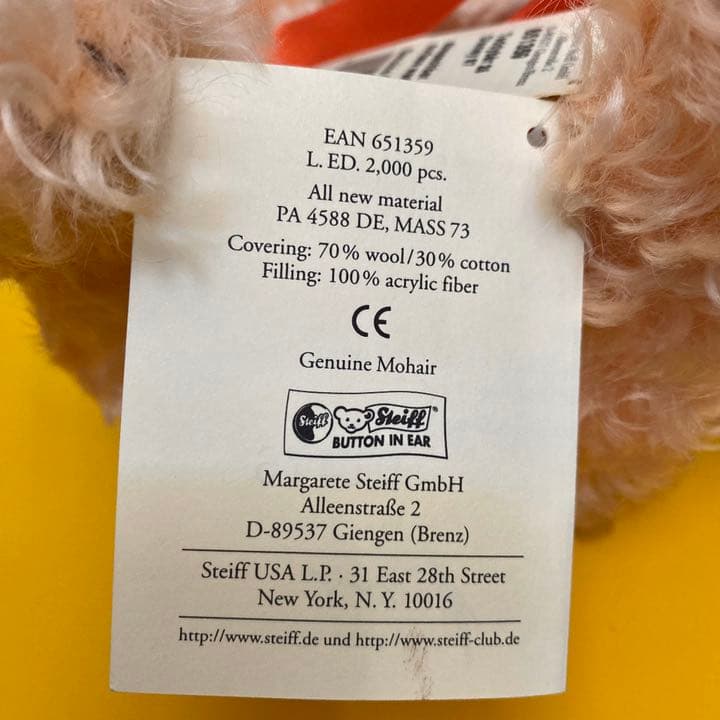 EAN 651359
L. ED. 2,000 pcs.
All new material
PA 4588 DE, MASS 73
Covering: 70% wool/30% cotton
Filling: 100% acrylic fiber
CE
Genuine Mohair
Steiff Steiff®
BUTTON IN EAR
Margarete Steiff GmbH
Alleenstraße 2
D-89537 Giengen (Brenz)
Steiff USA L.P. · 31 East 28th Street
New York, N. Y. 10016
http://www.steiff.de und http://www.steiff-club.de